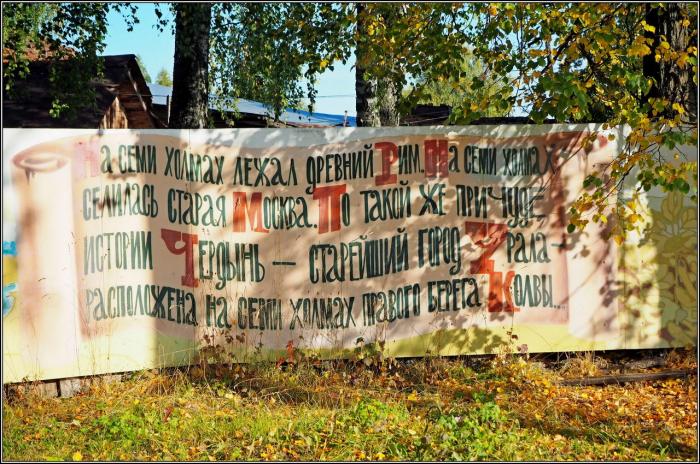 На семи холмах лежал древний Рим. На семи холмах
селилась старая Москва. По такой же причуде
истории Чердынь — старейший город Урала —
расположена на семи холмах правого берега Колвы...